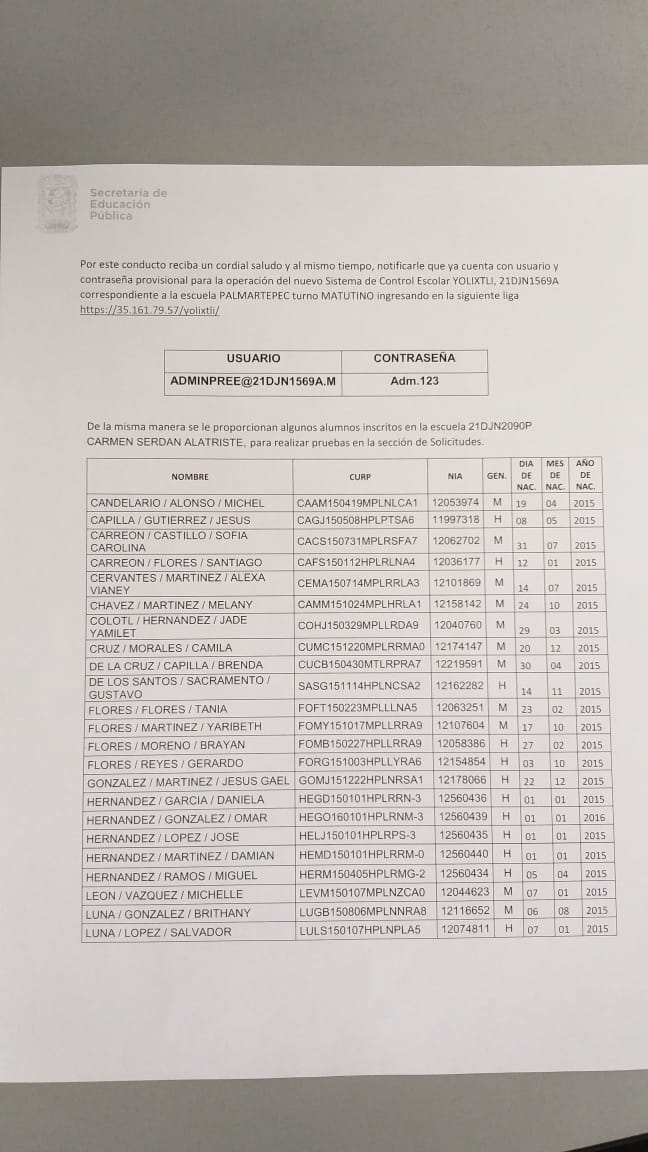 Secretaría de
Educación
Pública
Por este conducto reciba un cordial saludo y al mismo tiempo, notificarle que ya cuenta con usuario y
contraseña provisional para la operación del nuevo Sistema de Control Escolar YOLIXTLI, 21DJN1569A
correspondiente a la escuela PALMARTEPEC turno MATUTINO ingresando en la siguiente liga
https://35.161.79.57/yolixtli/
USUARIO CONTRASEÑA
ADMINPREE@21DJN1569A.M Adm.123
De la misma manera se le proporcionan algunos alumnos inscritos en la escuela 21DJN2090P
CARMEN SERDAN ALATRISTE, para realizar pruebas en la sección de Solicitudes.
NOMBRE CURP NIA GEN. DIA DE NAC. MES DE NAC. AÑO DE NAC.
CANDELARIO / ALONSO / MICHEL CAAM150419MPLNLCA1 12053974 M 19 04 2015
CAPILLA / GUTIERREZ / JESUS CAGJ150508HPLPTSA6 11997318 H 08 05 2015
CARREON / CASTILLO / SOFIA CAROLINA CACS150731MPLRSFA7 12062702 M 31 07 2015
CARREON / FLORES / SANTIAGO CAFS150112HPLRLNA4 12036177 H 12 01 2015
CERVANTES / MARTINEZ / ALEXA VIANEY CEMA150714MPLRRLA3 12101869 M 14 07 2015
CHAVEZ / MARTINEZ / MELANY CAMM151024MPLHRLA1 12158142 M 24 10 2015
COLOTL / HERNANDEZ / JADE YAMILET COHJ150329MPLLRDA9 12040760 M 29 03 2015
CRUZ / MORALES / CAMILA CUMC151220MPLRRMA0 12174147 M 20 12 2015
DE LA CRUZ / CAPILLA / BRENDA CUCB150430MTLRPRA7 12219591 M 30 04 2015
DE LOS SANTOS / SACRAMENTO / GUSTAVO SASG151114HPLNCSA2 12162282 H 14 11 2015
FLORES / FLORES / TANIA FOFT150223MPLLLNA5 12063251 M 23 02 2015
FLORES / MARTINEZ / YARIBETH FOMY151017MPLLRRA9 12107604 M 17 10 2015
FLORES / MORENO / BRAYAN FOMB150227HPLLRRA9 12058386 H 27 02 2015
FLORES / REYES / GERARDO FORG151003HPLLYRA6 12154854 H 03 10 2015
GONZALEZ / MARTINEZ / JESUS GAEL GOMJ151222HPLNRSA1 12178066 H 22 12 2015
HERNANDEZ / GARCIA / DANIELA HEGD150101HPLRRN-3 12560436 H 01 01 2015
HERNANDEZ / GONZALEZ / OMAR HEGO160101HPLRNM-3 12560439 H 01 01 2016
HERNANDEZ / LOPEZ / JOSE HELJ150101HPLRPS-3 12560435 H 01 01 2015
HERNANDEZ / MARTINEZ / DAMIAN HEMD150101HPLRRM-0 12560440 H 01 01 2015
HERNANDEZ / RAMOS / MIGUEL HERM150405HPLRMG-2 12560434 H 05 04 2015
LEON / VAZQUEZ / MICHELLE LEVM150107MPLNZCA0 12044623 M 07 01 2015
LUNA / GONZALEZ / BRITHANY LUGB150806MPLNNRA8 12116652 M 06 08 2015
LUNA / LOPEZ / SALVADOR LULS150107HPLNPLA5 12074811 H 07 01 2015